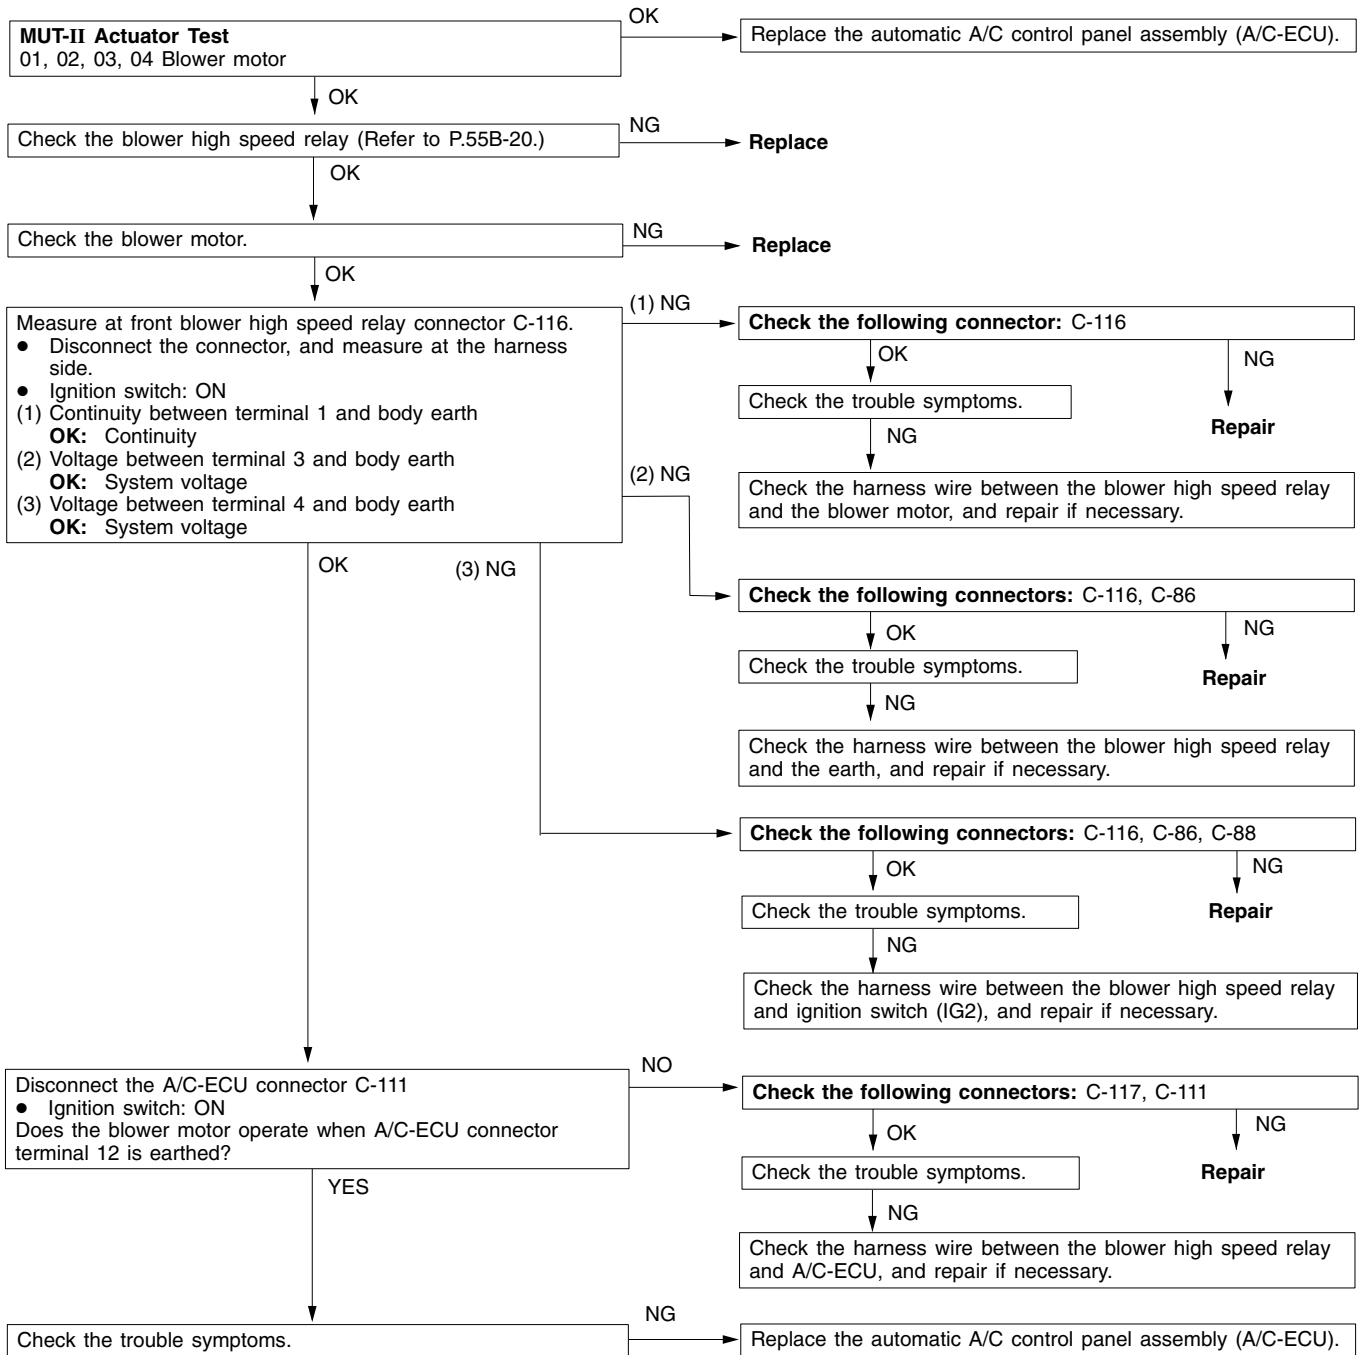 MUT-II Actuator Test
01, 02, 03, 04 Blower motor
OK
Replace the automatic A/C control panel assembly (A/C-ECU).
OK
Check the blower high speed relay (Refer to P.55B-20.)
NG
Replace
OK
Check the blower motor.
NG
Replace
OK
Measure at front blower high speed relay connector C-116.
● Disconnect the connector, and measure at the harness
side.
● Ignition switch: ON
(1) Continuity between terminal 1 and body earth
OK: Continuity
(2) Voltage between terminal 3 and body earth
OK: System voltage
(3) Voltage between terminal 4 and body earth
OK: System voltage
(1) NG
Check the following connector: C-116
OK
NG
Check the trouble symptoms.
Repair
NG
Check the harness wire between the blower high speed relay
and the blower motor, and repair if necessary.
(2) NG
Check the following connectors: C-116, C-86
OK
NG
Check the trouble symptoms.
Repair
NG
Check the harness wire between the blower high speed relay
and the earth, and repair if necessary.
OK
(3) NG
Check the following connectors: C-116, C-86, C-88
OK
NG
Check the trouble symptoms.
Repair
NG
Check the harness wire between the blower high speed relay
and ignition switch (IG2), and repair if necessary.
Disconnect the A/C-ECU connector C-111
● Ignition switch: ON
Does the blower motor operate when A/C-ECU connector
terminal 12 is earthed?
NO
Check the following connectors: C-117, C-111
OK
NG
Check the trouble symptoms.
Repair
NG
Check the harness wire between the blower high speed relay
and A/C-ECU, and repair if necessary.
YES
Check the trouble symptoms.
NG
Replace the automatic A/C control panel assembly (A/C-ECU).